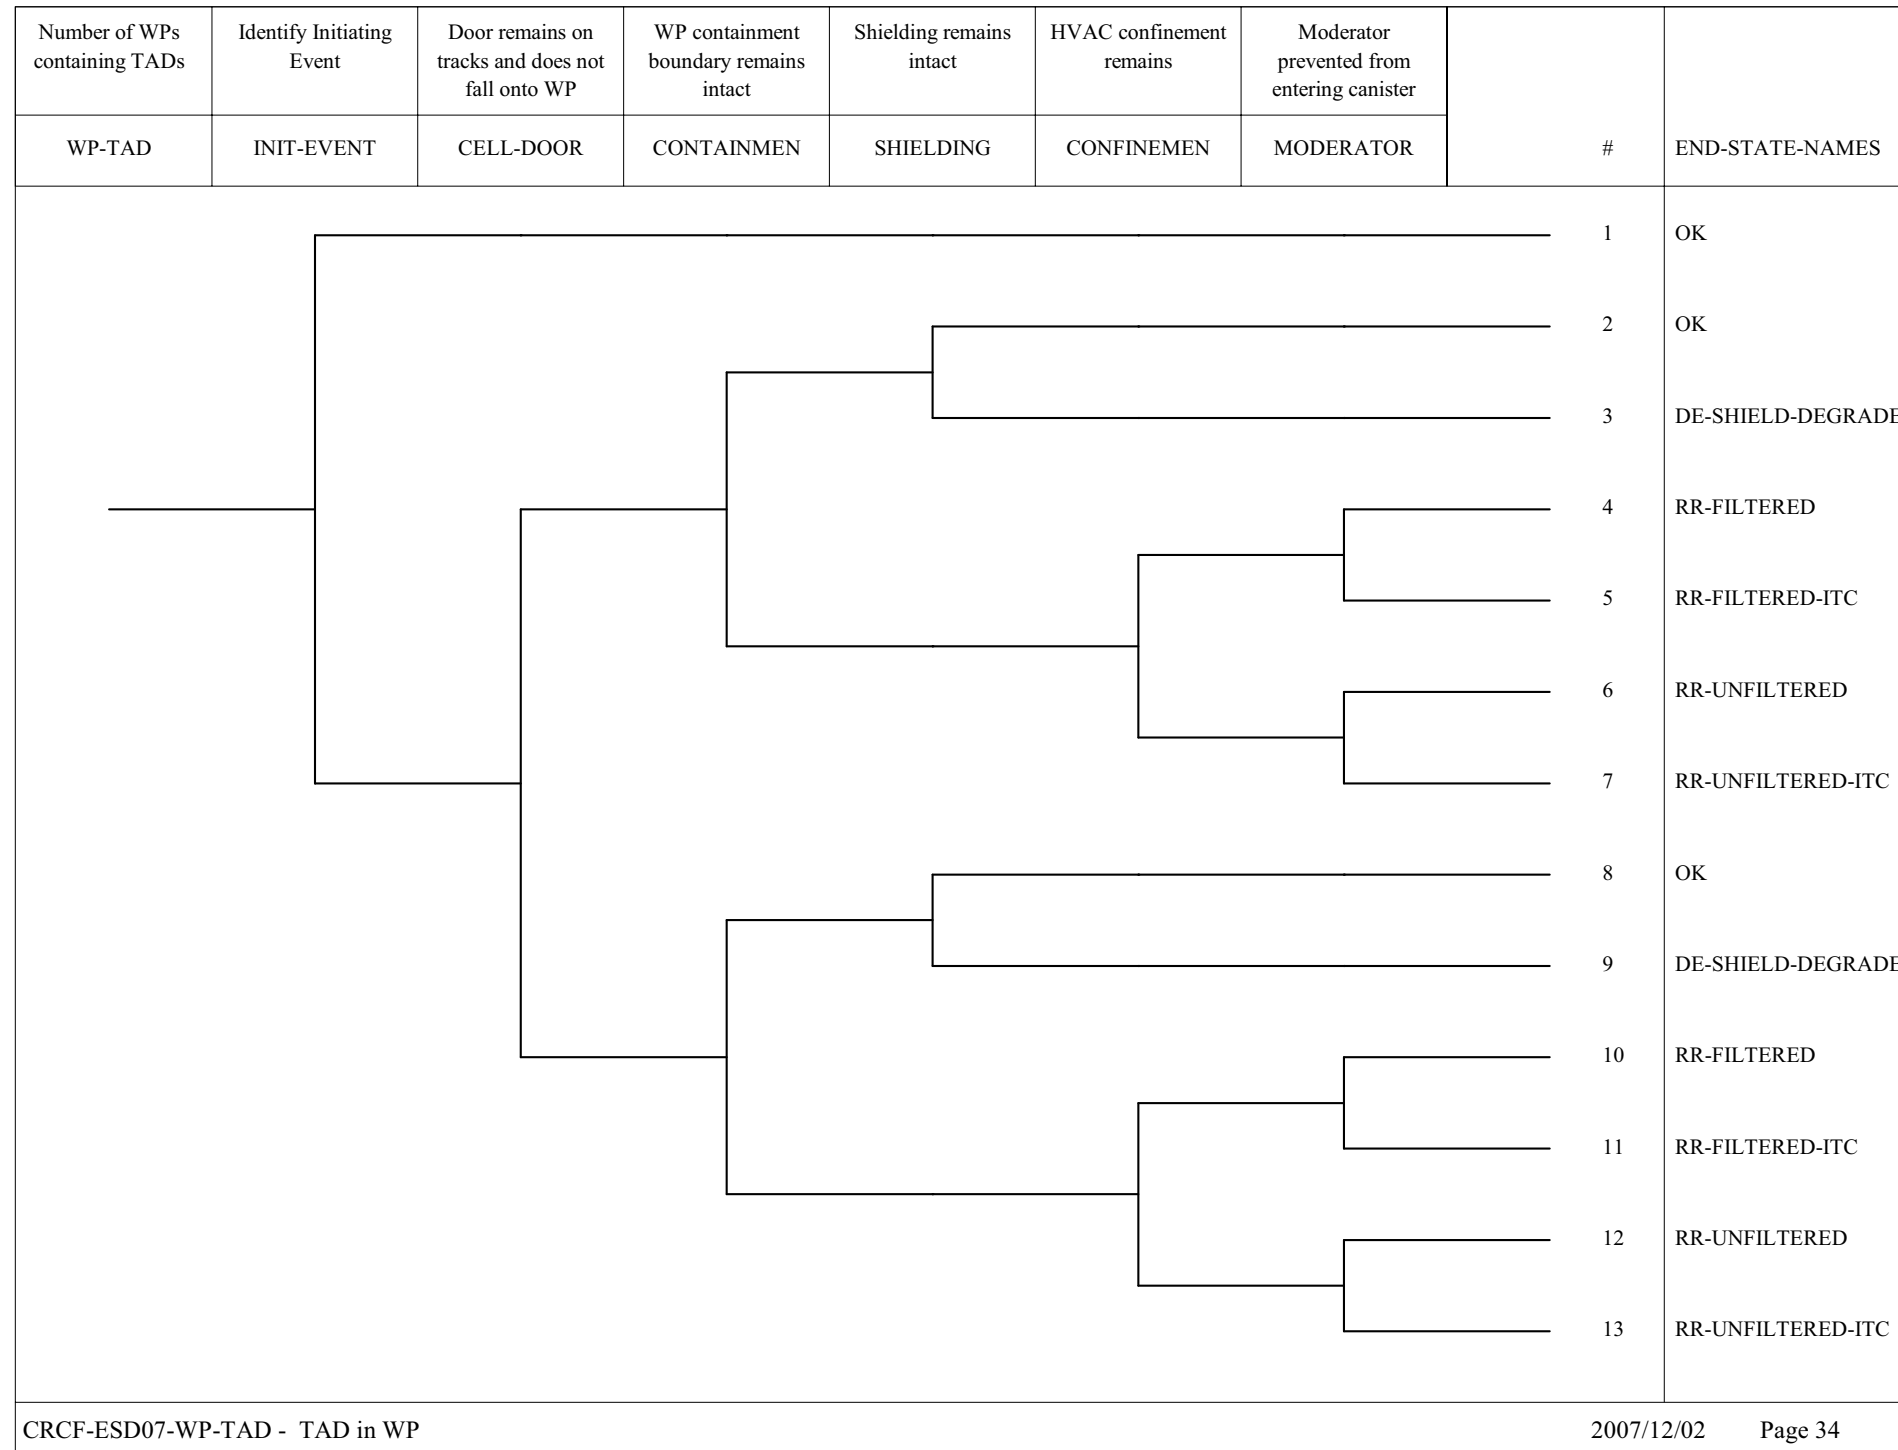 Number of WPs
containing TADs
Identify Initiating
Event
Door remains on
tracks and does not
fall onto WP
WP containment
boundary remains
intact
Shielding remains
intact
HVAC confinement
remains
Moderator
prevented from
entering canister
WP-TAD INIT-EVENT CELL-DOOR CONTAINMEN SHIELDING CONFINEMEN MODERATOR # END-STATE-NAMES
1 OK
2 OK
3 DE-SHIELD-DEGRADE
4 RR-FILTERED
5 RR-FILTERED-ITC
6 RR-UNFILTERED
7 RR-UNFILTERED-ITC
8 OK
9 DE-SHIELD-DEGRADE
10 RR-FILTERED
11 RR-FILTERED-ITC
12 RR-UNFILTERED
13 RR-UNFILTERED-ITC
CRCF-ESD07-WP-TAD - TAD in WP 2007/12/02 Page 34